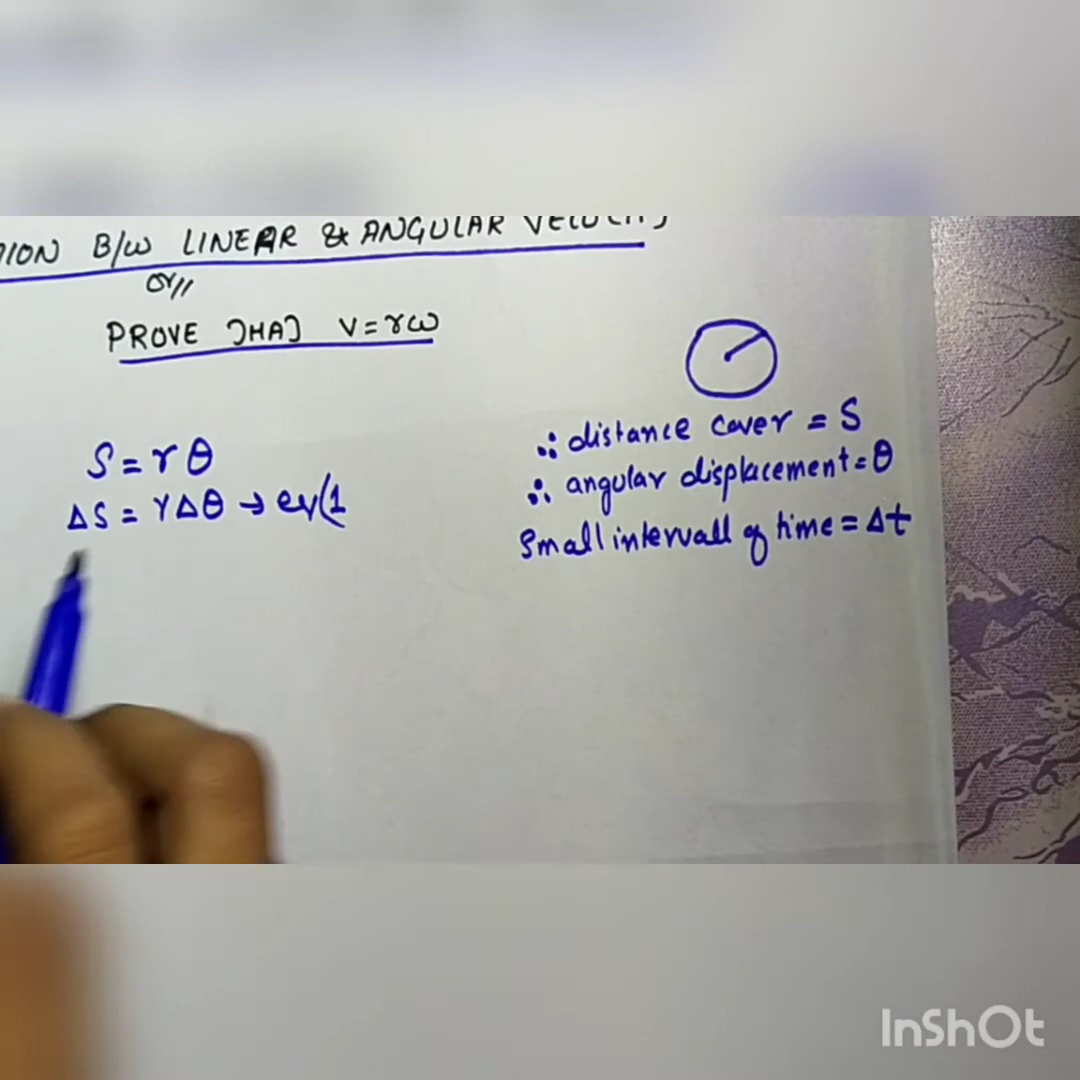 B/W LINEAR & ANGULAR VELOCITY
or//
PROVE THAT V=rω
S=rθ
ΔS=rΔθ→eq(1
∴distance cover=S
∴angular displacement=θ
Small intervall of time=Δt
InShOt